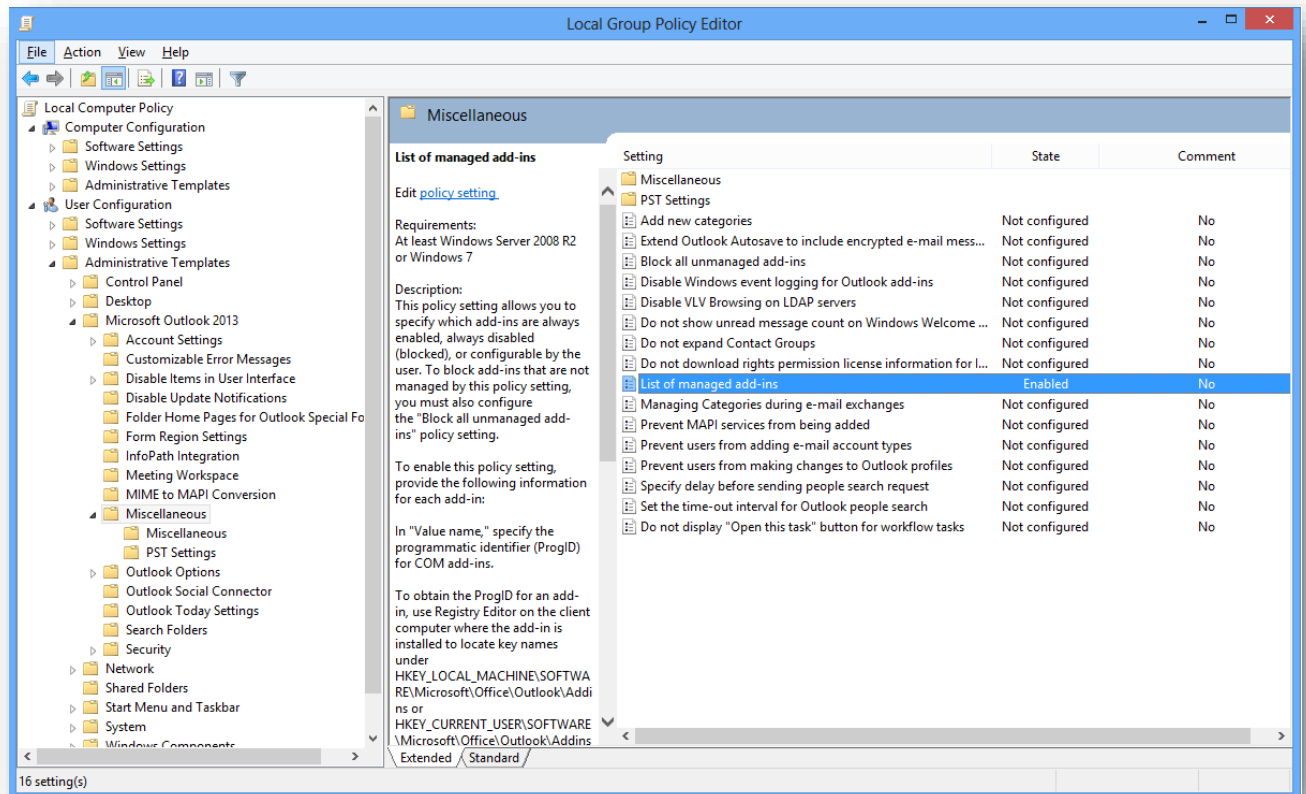 Local Group Policy Editor
File Action View Help
Local Computer Policy
Computer Configuration
Software Settings
Windows Settings
Administrative Templates
User Configuration
Software Settings
Windows Settings
Administrative Templates
Control Panel
Desktop
Microsoft Outlook 2013
Account Settings
Customizable Error Messages
Disable Items in User Interface
Disable Update Notifications
Folder Home Pages for Outlook Special Fo
Form Region Settings
InfoPath Integration
Meeting Workspace
MIME to MAPI Conversion
Miscellaneous
Miscellaneous
PST Settings
Outlook Options
Outlook Social Connector
Outlook Today Settings
Search Folders
Security
Network
Shared Folders
Start Menu and Taskbar
System
Windows Components
Miscellaneous
List of managed add-ins
Edit policy setting
Requirements:
At least Windows Server 2008 R2
or Windows 7
Description:
This policy setting allows you to
specify which add-ins are always
enabled, always disabled
(blocked), or configurable by the
user. To block add-ins that are not
managed by this policy setting,
you must also configure
the "Block all unmanaged add-
ins" policy setting.
To enable this policy setting,
provide the following information
for each add-in:
In "Value name," specify the
programmatic identifier (ProgID)
for COM add-ins.
To obtain the ProgID for an add-
in, use Registry Editor on the client
computer where the add-in is
installed to locate key names
under
HKEY_LOCAL_MACHINE\SOFTWA
RE\Microsoft\Office\Outlook\Addi
ns or
HKEY_CURRENT_USER\SOFTWARE
\Microsoft\Office\Outlook\Addins
Setting State Comment
Miscellaneous
PST Settings
Add new categories Not configured No
Extend Outlook Autosave to include encrypted e-mail mess... Not configured No
Block all unmanaged add-ins Not configured No
Disable Windows event logging for Outlook add-ins Not configured No
Disable VLV Browsing on LDAP servers Not configured No
Do not show unread message count on Windows Welcome ... Not configured No
Do not expand Contact Groups Not configured No
Do not download rights permission license information for I... Not configured No
List of managed add-ins Enabled No
Managing Categories during e-mail exchanges Not configured No
Prevent MAPI services from being added Not configured No
Prevent users from adding e-mail account types Not configured No
Prevent users from making changes to Outlook profiles Not configured No
Specify delay before sending people search request Not configured No
Set the time-out interval for Outlook people search Not configured No
Do not display "Open this task" button for workflow tasks Not configured No
Extended Standard
16 setting(s)